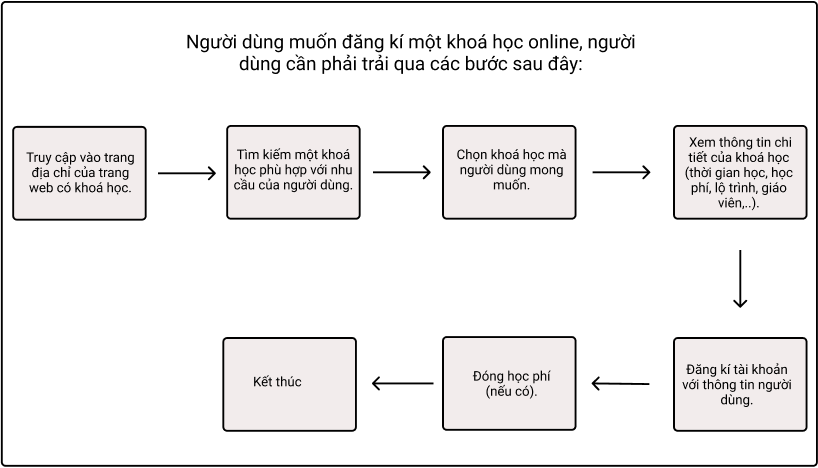 Người dùng muốn đăng kí một khoá học online, người
dùng cần phải trải qua các bước sau đây:
Truy cập vào trang
địa chỉ của trang
web có khoá học.
Tìm kiếm một khoá
học phù hợp với nhu
cầu của người dùng.
Chọn khoá học mà
người dùng mong
muốn.
Xem thông tin chi
tiết của khoá học
(thời gian học, học
phí, lộ trình, giáo
viên,..).
Đăng kí tài khoản
với thông tin người
dùng.
Đóng học phí
(nếu có).
Kết thúc